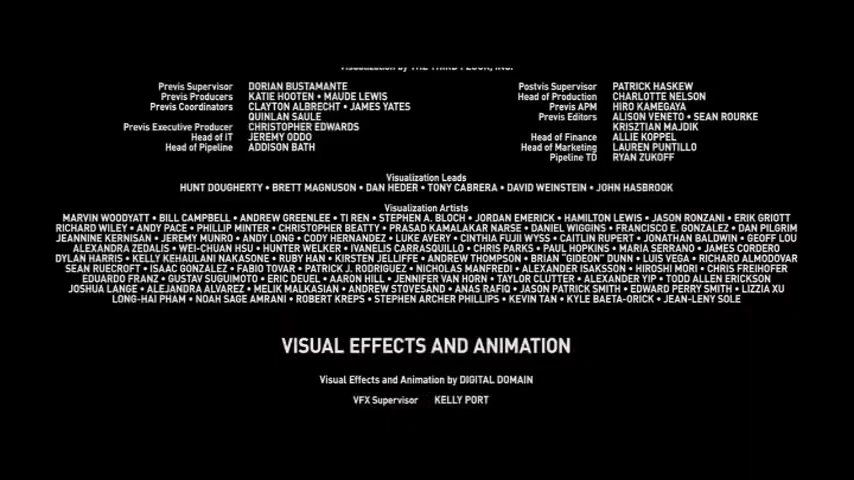 Visualization by THE THIRD FLOOR, INC.
Previs Supervisor DORIAN BUSTAMANTE
Previs Producers KATIE HOOTEN • MAUDE LEWIS
Previs Coordinators CLAYTON ALBRECHT • JAMES YATES
QUINLAN SAULE
Previs Executive Producer CHRISTOPHER EDWARDS
Head of IT JEREMY ODDO
Head of Pipeline ADDISON BATH
Postvis Supervisor PATRICK HASKEW
Head of Production CHARLOTTE NELSON
Previs APM HIRO KAMEGAYA
Previs Editors ALISON VENETO • SEAN ROURKE
KRISZTIAN MAJDIK
Head of Finance ALLIE KOPPEL
Head of Marketing LAUREN PUNTILLO
Pipeline TD RYAN ZUKOFF
Visualization Leads
HUNT DOUGHERTY • BRETT MAGNUSON • DAN HEDER • TONY CABRERA • DAVID WEINSTEIN • JOHN HASBROOK
Visualization Artists
MARVIN WOODYATT • BILL CAMPBELL • ANDREW GREENLEE • TI REN • STEPHEN A. BLOCH • JORDAN EMERICK • HAMILTON LEWIS • JASON RONZANI • ERIK GRIOTT
RICHARD WILEY • ANDY PACE • PHILLIP MINTER • CHRISTOPHER BEATTY • PRASAD KAMALAKAR NARSE • DANIEL WIGGINS • FRANCISCO E. GONZALEZ • DAN PILGRIM
JEANNINE KERNISAN • JEREMY MUNRO • ANDY LONG • CODY HERNANDEZ • LUKE AVERY • CINTHIA FUJII WYSS • CAITLIN RUPERT • JONATHAN BALDWIN • GEOFF LOU
ALEXANDRA ZEDALIS • WEI-CHUAN HSU • HUNTER WELKER • IVANELIS CARRASQUILLO • CHRIS PARKS • PAUL HOPKINS • MARIA SERRANO • JAMES CORDERO
DYLAN HARRIS • KELLY KEHAULANI NAKASONE • RUBY HAN • KIRSTEN JELLIFFE • ANDREW THOMPSON • BRIAN "GIDEON" DUNN • LUIS VEGA • RICHARD ALMODOVAR
SEAN RUECROFT • ISAAC GONZALEZ • FABIO TOVAR • PATRICK J. RODRIGUEZ • NICHOLAS MANFREDI • ALEXANDER ISAKSSON • HIROSHI MORI • CHRIS FREIHOFER
EDUARD FRANZ • GUSTAV SUGUIMOTO • ERIC DEUEL • AARON HILL • JENNIFER VAN HORN • TAYLOR CLUTTER • ALEXANDER YIP • TODD ALLEN ERICKSON
JOSHUA LANGE • ALEJANDRA ALVAREZ • MELIK MALKASIAN • ANDREW STOVESAND • ANAS RAFIQ • JASON PATRICK SMITH • EDWARD PERRY SMITH • LIZZIA XU
LONG-HAI PHAM • NOAH SAGE AMRANI • ROBERT KREPS • STEPHEN ARCHER PHILLIPS • KEVIN TAN • KYLE BAETA-ORICK • JEAN-LENY SOLE
VISUAL EFFECTS AND ANIMATION
Visual Effects and Animation by DIGITAL DOMAIN
VFX Supervisor KELLY PORT